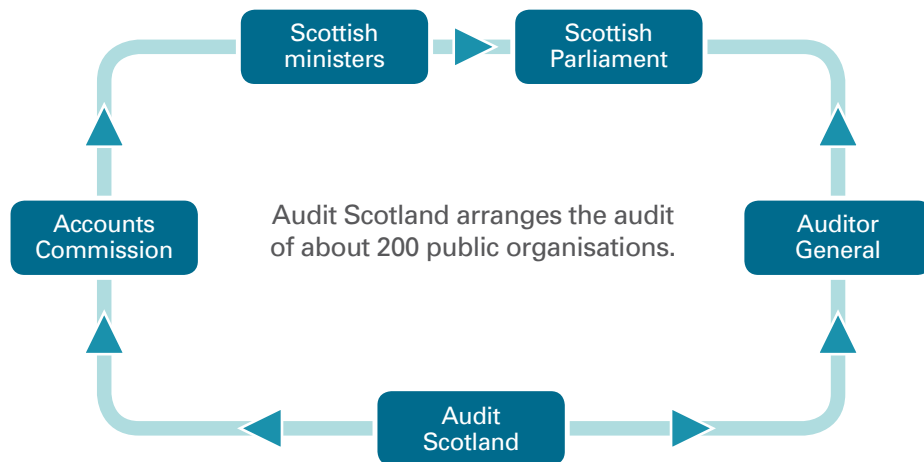 Scottish
ministers
Scottish
Parliament
Accounts
Commission
Audit Scotland arranges the audit
of about 200 public organisations.
Auditor
General
Audit
Scotland